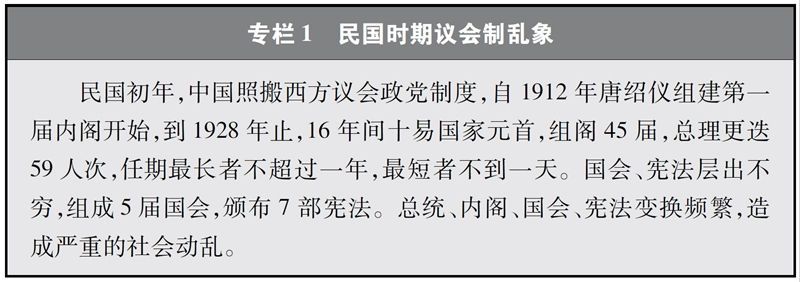 专栏1 民国时期议会制乱象
民国初年,中国照搬西方议会政党制度,自1912年唐绍仪组建第一
届内阁开始,到1928年止,16年间十易国家元首,组阁45届,总理更迭
59人次,任期最长者不超过一年,最短者不到一天。国会、宪法层出不
穷,组成5届国会,颁布7部宪法。总统、内阁、国会、宪法变换频繁,造
成严重的社会动乱。